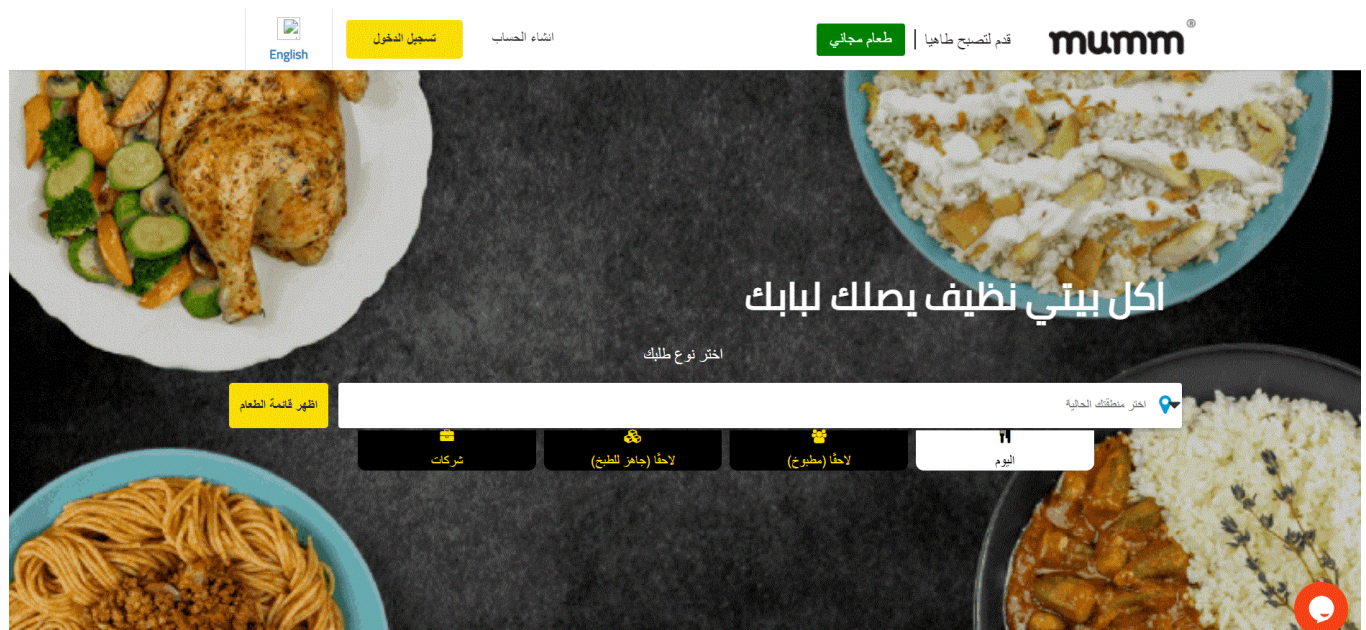 mumm®
قدم لتصبح طاهيا | طعام مجاني
انشاء الحساب
تسجيل الدخول
English
اكل بيتي نظيف يصلك لبابك
اختر نوع طلبك
اختر منطقتك الحالية
اظهر قائمة الطعام
اليوم
لاحقًا (مطبوخ)
لاحقًا (جاهز للطبخ)
شركات